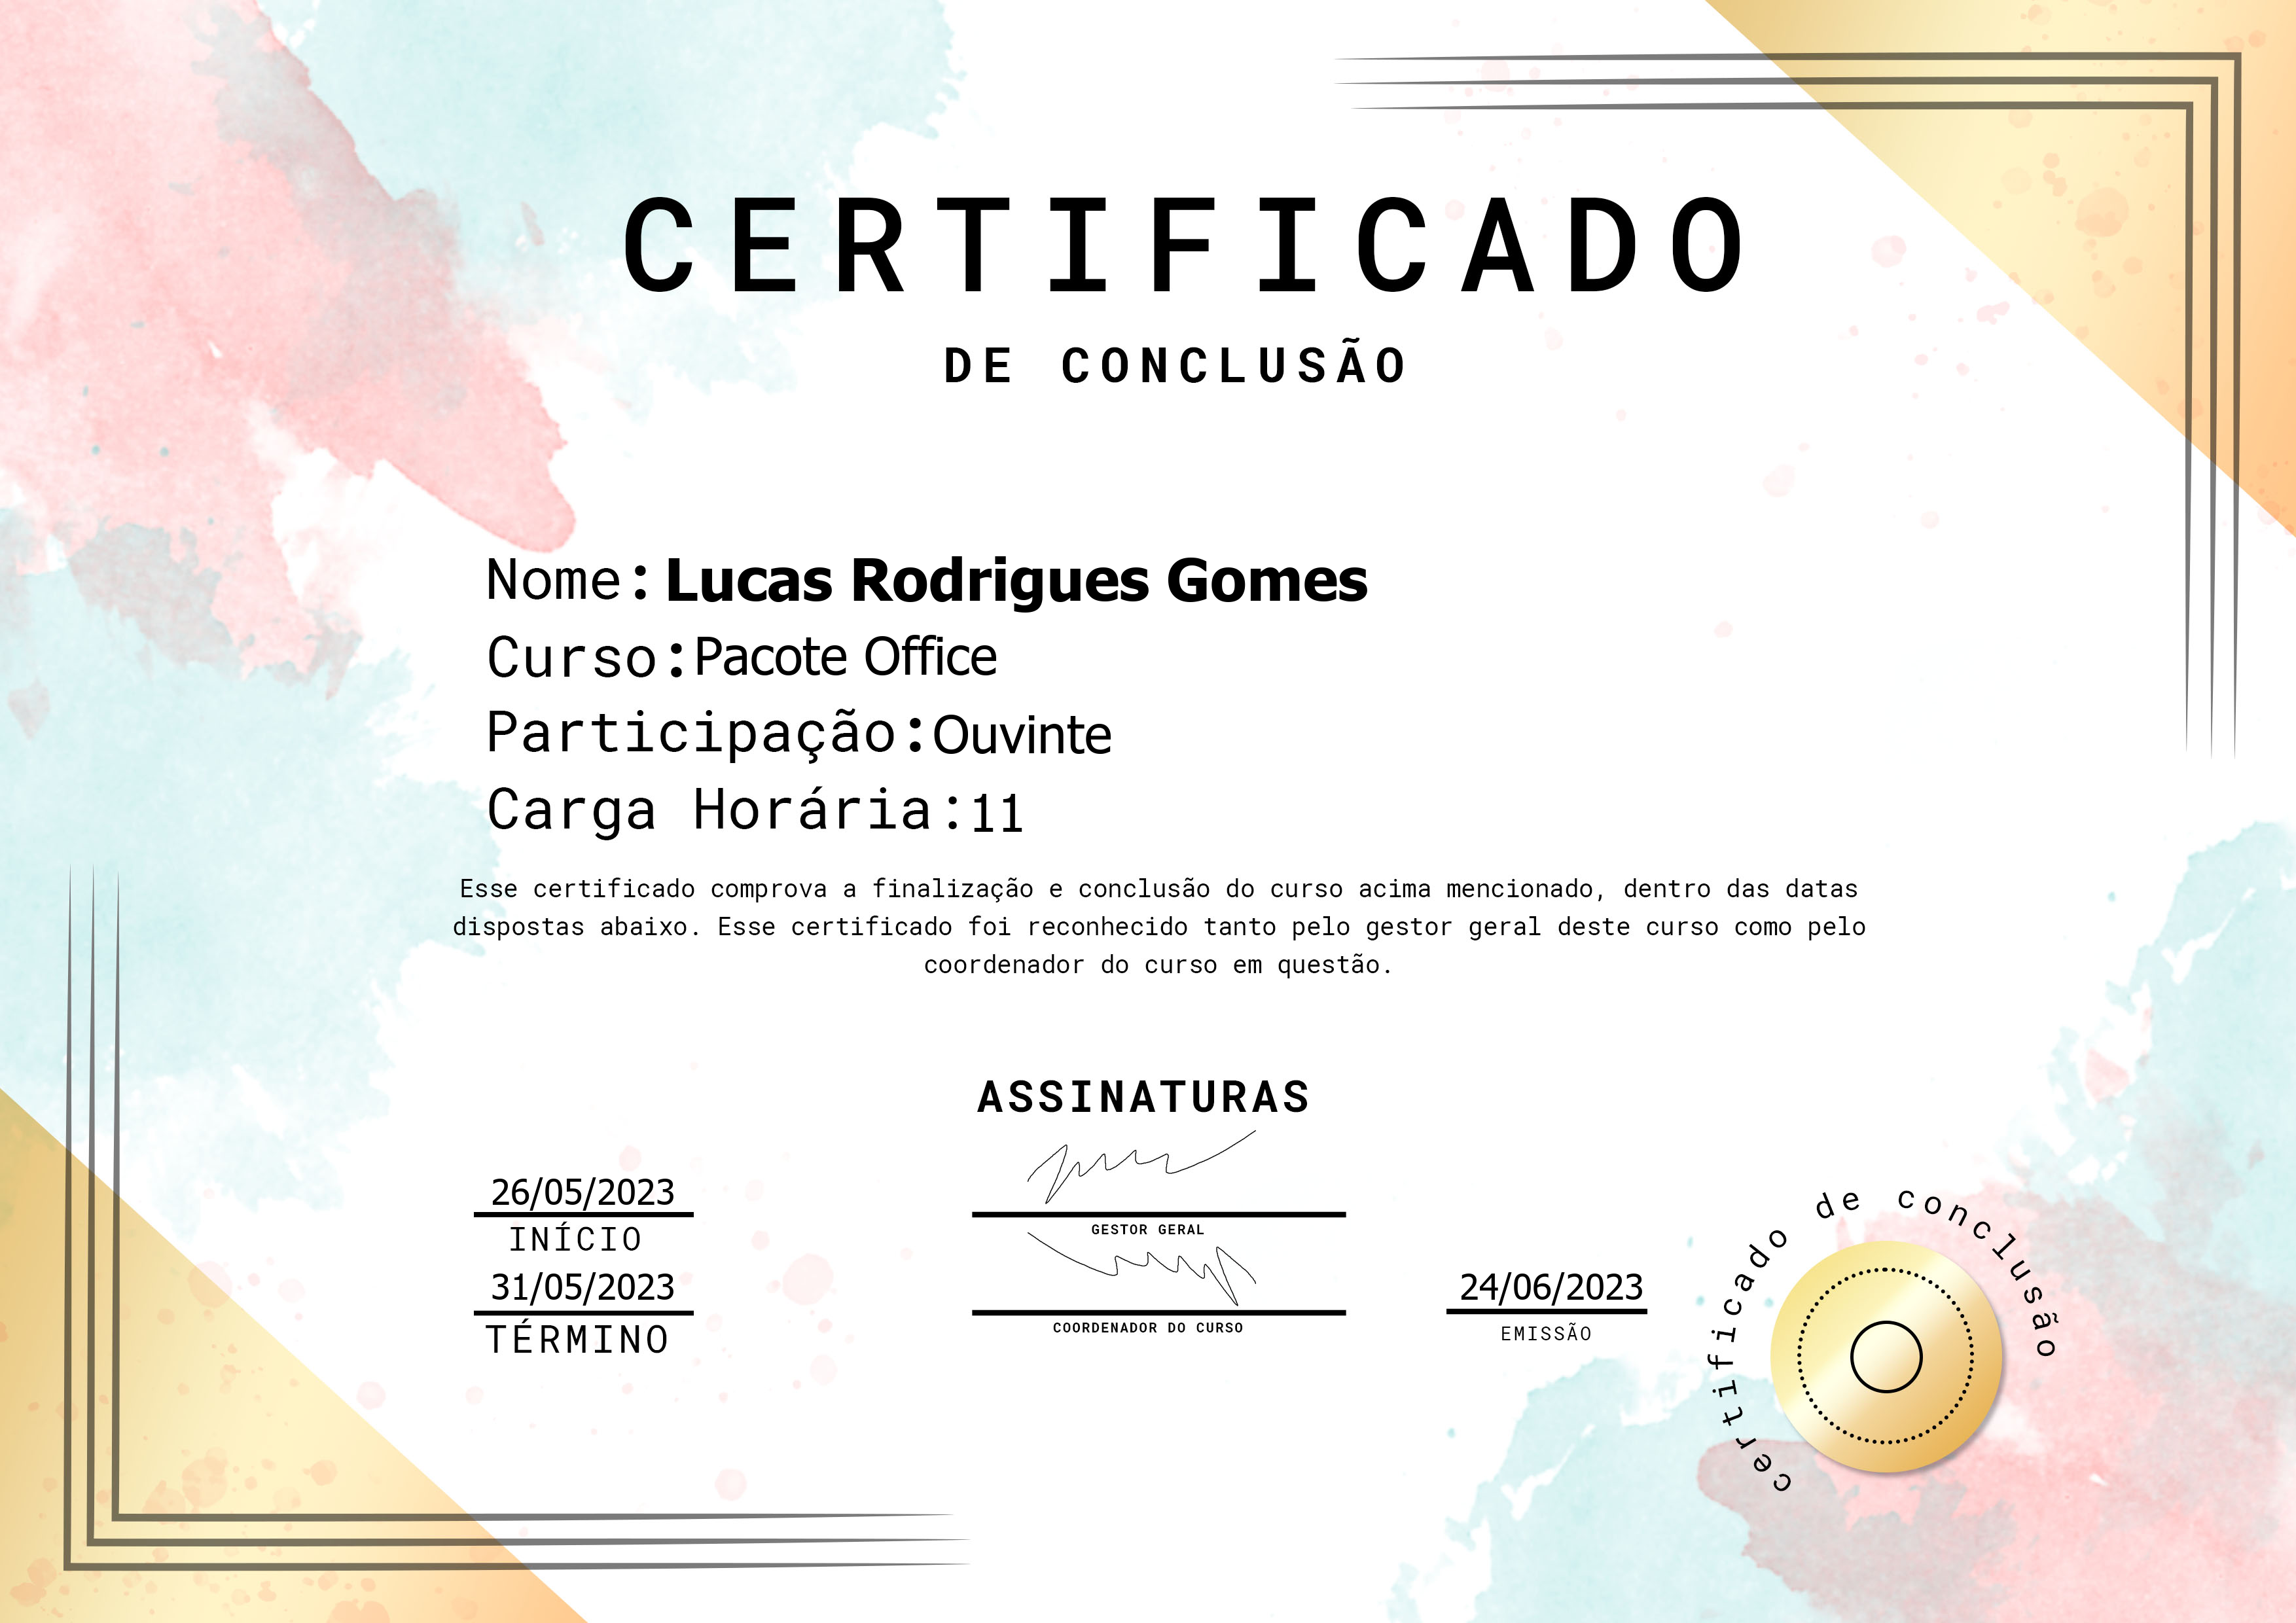 CERTIFICADO
DE CONCLUSÃO
Nome: Lucas Rodrigues Gomes
Curso: Pacote Office
Participação: Ouvinte
Carga Horária: 11
Esse certificado comprova a finalização e conclusão do curso acima mencionado, dentro das datas
dispostas abaixo. Esse certificado foi reconhecido tanto pelo gestor geral deste curso como pelo
coordenador do curso em questão.
ASSINATURAS
26/05/2023
INÍCIO
31/05/2023
TÉRMINO
GESTOR GERAL
COORDENADOR DO CURSO
24/06/2023
EMISSÃO
certificado de conclusão